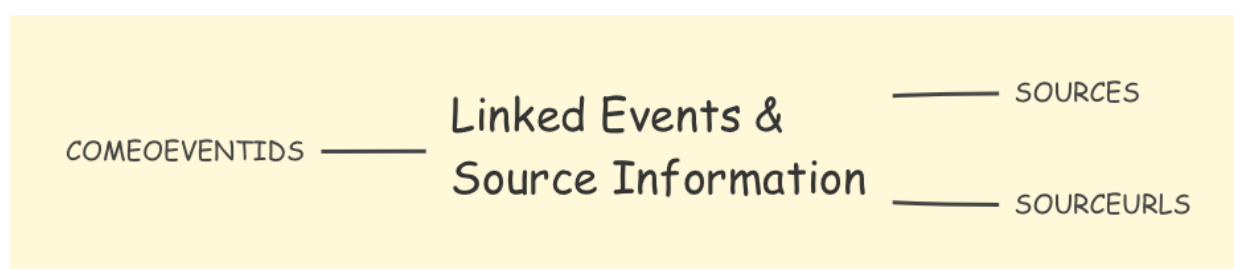 COMEOEVENTIDS
Linked Events &
Source Information
SOURCES
SOURCEURLS